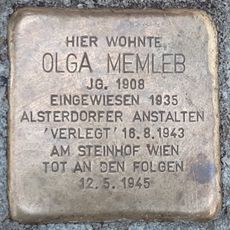 HIER WOHNTE
OLGA MEMLEB
JG. 1908
EINGEWIESEN 1935
ALSTERDORFER ANSTALTEN
'VERLEGT' 16.8.1943
AM STEINHOF WIEN
TOT AN DEN FOLGEN
12.5.1945